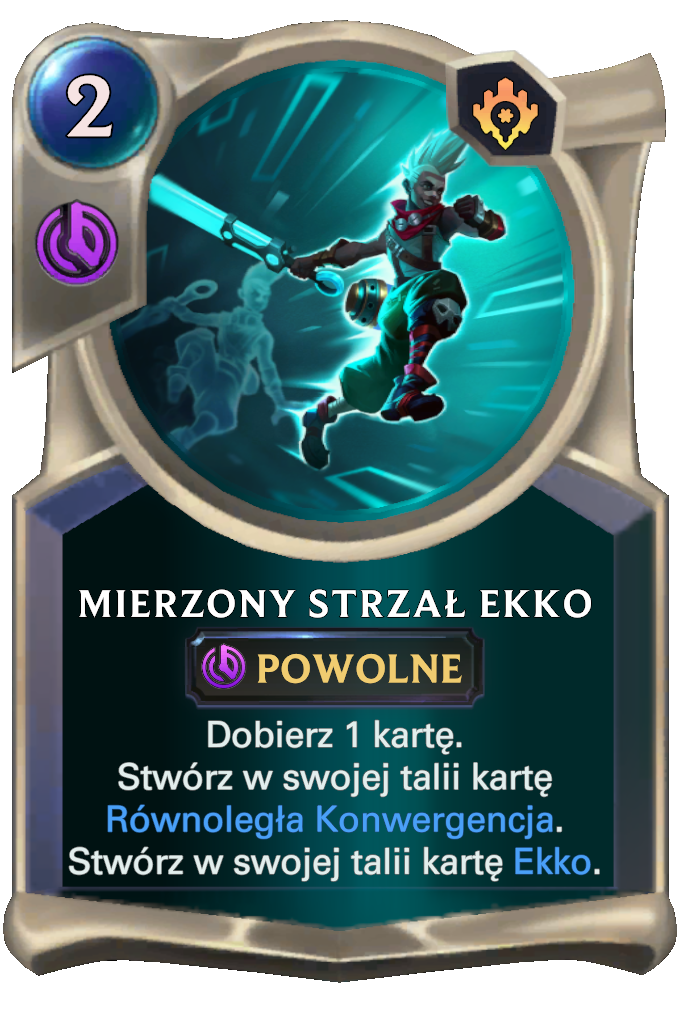 2
MIERZONY STRZAŁ EKKO
POWOLNE
Dobierz 1 kartę.
Stwórz w swojej talii kartę
Równoległa Konwergencja.
Stwórz w swojej talii kartę Ekko.